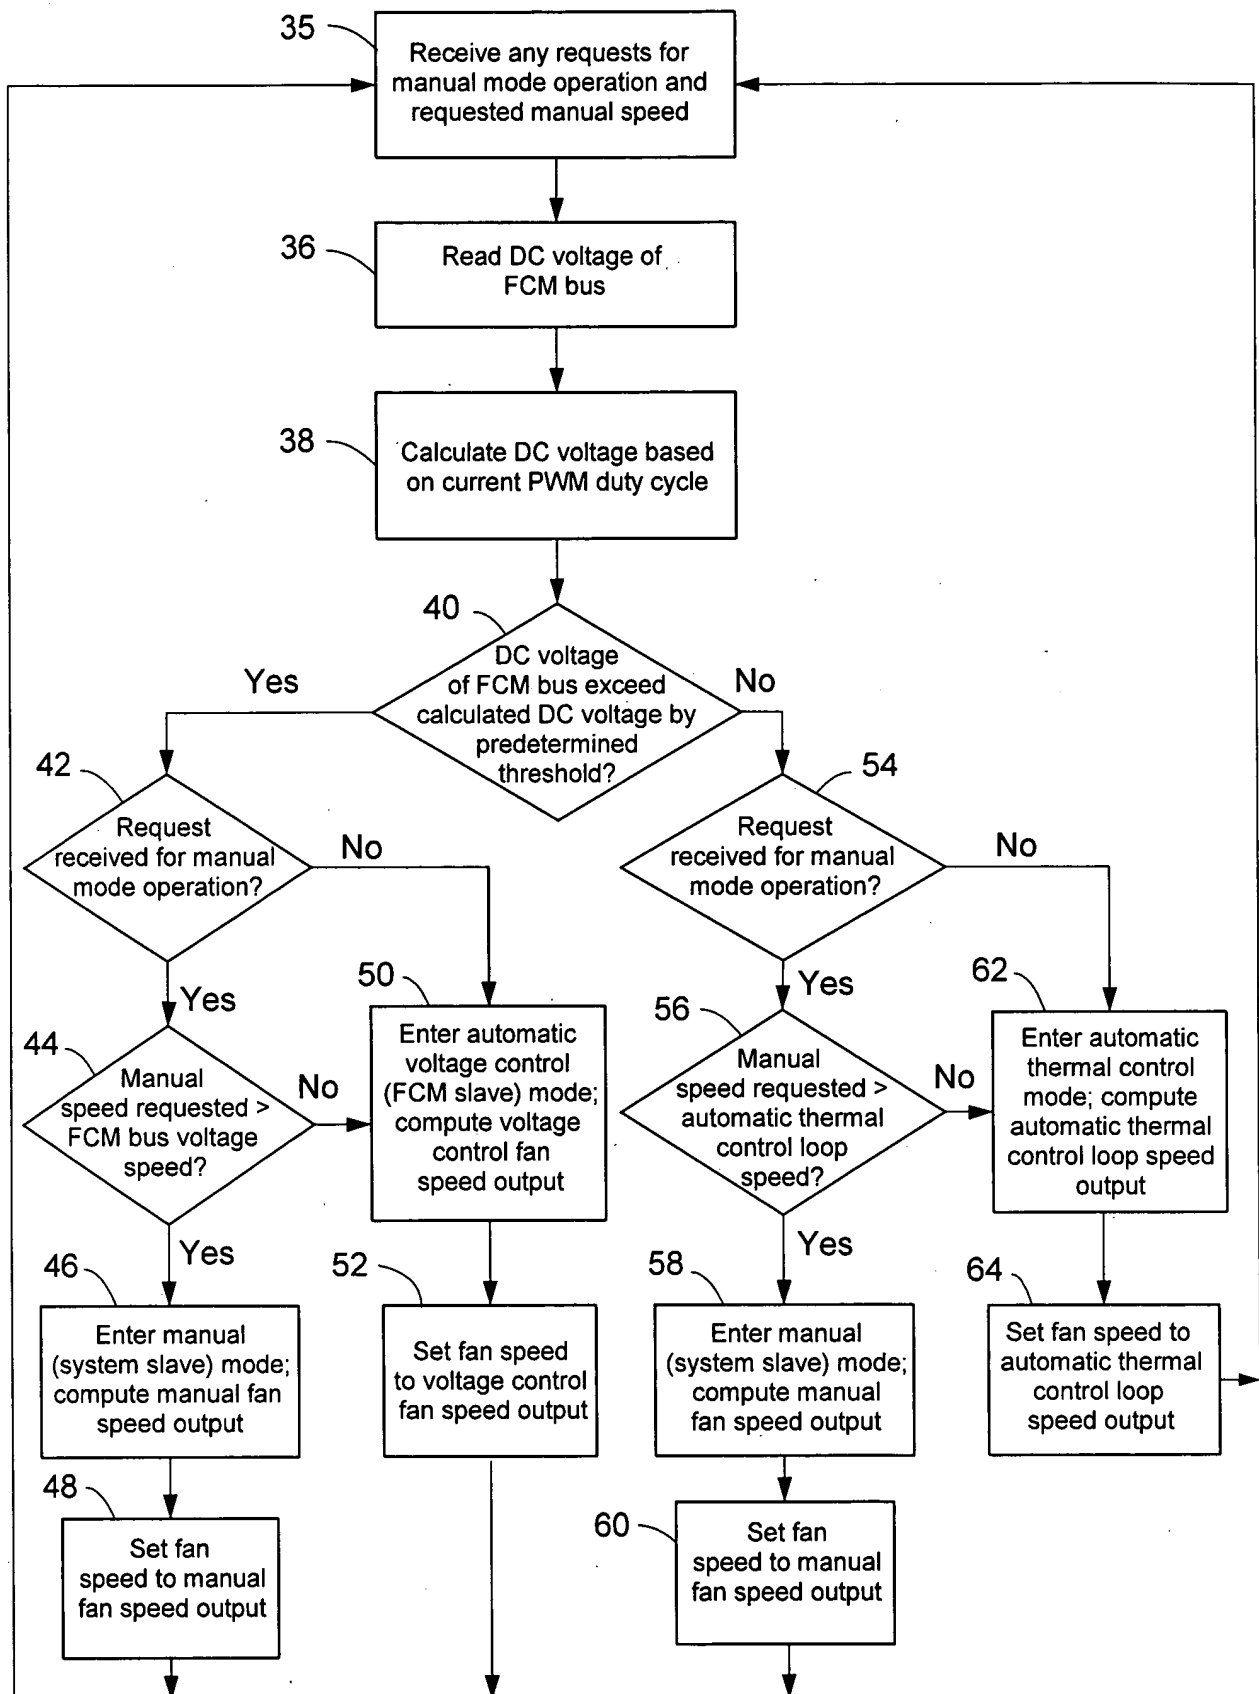 35
Receive any requests for
manual mode operation and
requested manual speed
36
Read DC voltage of
FCM bus
38
Calculate DC voltage based
on current PWM duty cycle
40
DC voltage
of FCM bus exceed
calculated DC voltage by
predetermined
threshold?
Yes
No
42
Request
received for manual
mode operation?
No
Yes
54
Request
received for manual
mode operation?
No
Yes
44
Manual
speed requested >
FCM bus voltage
speed?
No
Yes
50
Enter automatic
voltage control
(FCM slave) mode;
compute voltage
control fan
speed output
56
Manual
speed requested >
automatic thermal
control loop
speed?
No
Yes
62
Enter automatic
thermal control
mode; compute
automatic thermal
control loop speed
output
46
Enter manual
(system slave) mode;
compute manual fan
speed output
52
Set fan speed
to voltage control
fan speed output
58
Enter manual
(system slave) mode;
compute manual
fan speed output
64
Set fan speed to
automatic thermal
control loop
speed output
48
Set fan
speed to manual
fan speed output
60
Set fan
speed to manual
fan speed output